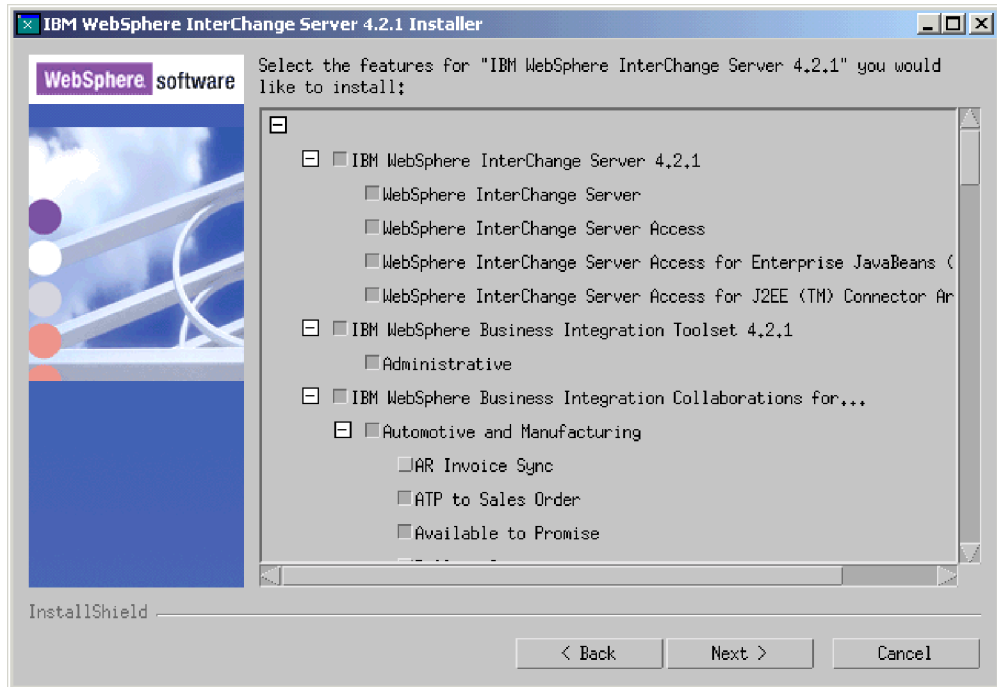 IBM WebSphere InterChange Server 4.2.1 Installer
WebSphere software
Select the features for "IBM WebSphere InterChange Server 4.2.1" you would
like to install:
IBM WebSphere InterChange Server 4.2.1
WebSphere InterChange Server
WebSphere InterChange Server Access
WebSphere InterChange Server Access for Enterprise JavaBeans (
WebSphere InterChange Server Access for J2EE (TM) Connector Ar
IBM WebSphere Business Integration Toolset 4.2.1
Administrative
IBM WebSphere Business Integration Collaborations for...
Automotive and Manufacturing
AR Invoice Sync
ATP to Sales Order
Available to Promise
InstallShield
< Back
Next >
Cancel